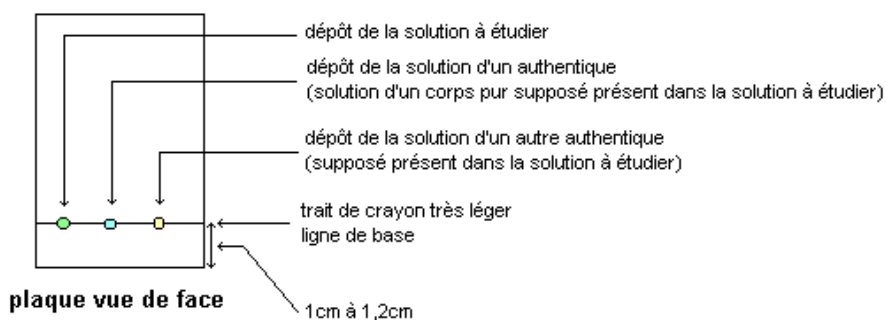 dépôt de la solution à étudier
dépôt de la solution d'un authentique
(solution d'un corps pur supposé présent dans la solution à étudier)
dépôt de la solution d'un autre authentique
(supposé présent dans la solution à étudier)
trait de crayon très léger
ligne de base
plaque vue de face
1cm à 1,2cm